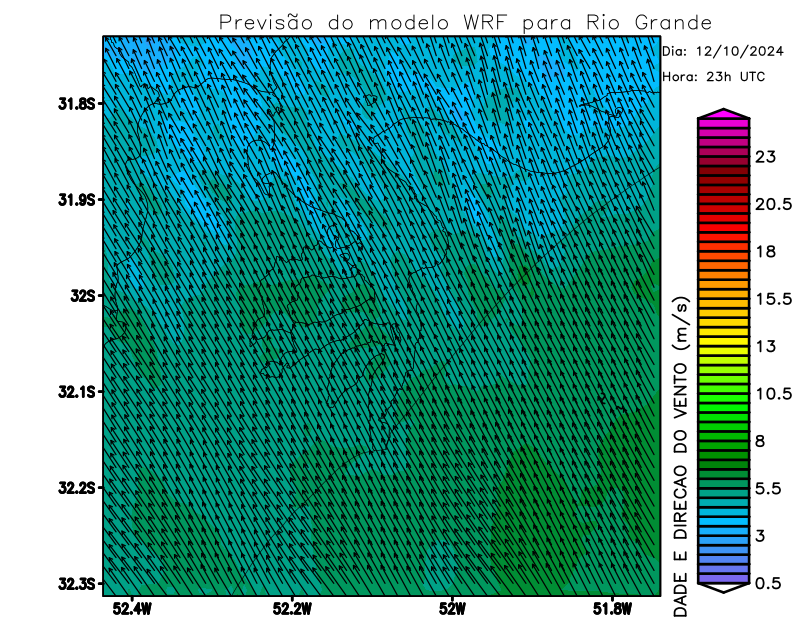 Previsão do modelo WRF para Rio Grande
Dia: 12/10/2024
Hora: 23h UTC
31.8S
31.9S
32S
32.1S
32.2S
32.3S
52.4W
52.2W
52W
51.8W
DADE E DIRECAO DO VENTO (m/s)
23
20.5
18
15.5
13
10.5
8
5.5
3
0.5